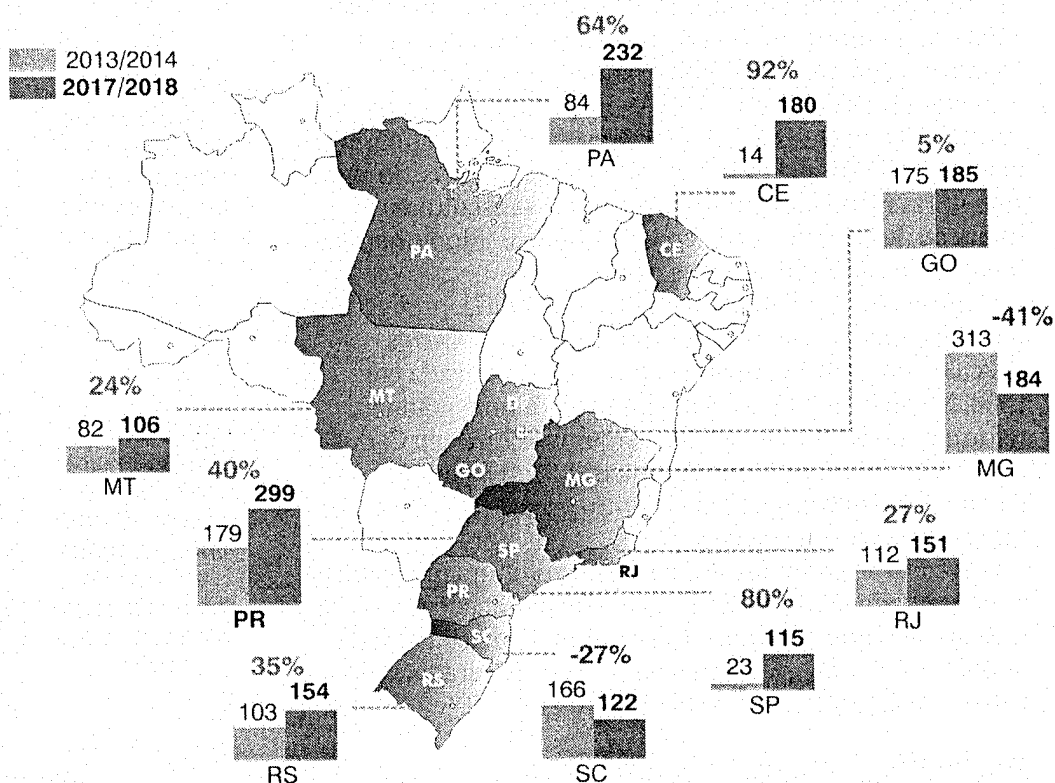 2013/2014
2017/2018
64%
84
232
PA
92%
14
180
CE
5%
175
185
GO
-41%
313
184
MG
24%
82
106
MT
40%
179
299
PR
27%
112
151
RJ
80%
23
115
SP
35%
103
154
RS
-27%
166
122
SC
PA
CE
MT
GO
MG
SP
RJ
PR
RS